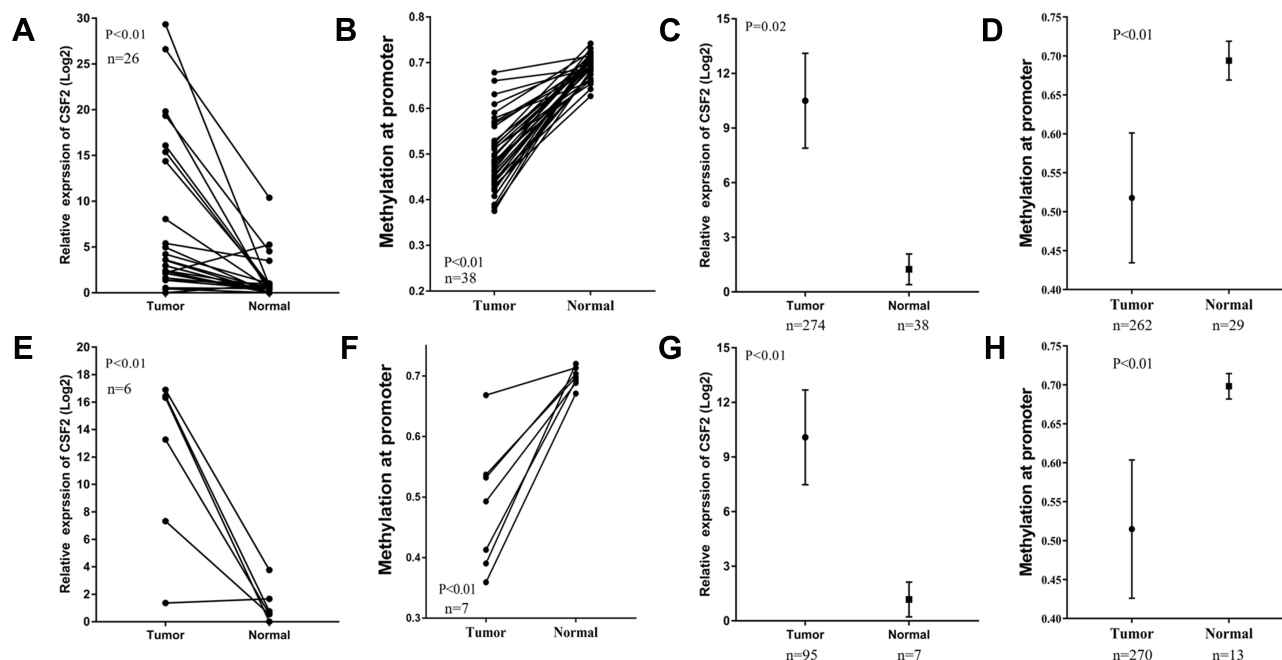 A
Relative exprssion of CSF2 (Log2)
30
25
20
15
10
5
0
P<0.01
n=26
Tumor Normal
B
Methylation at promoter
0.8
0.7
0.6
0.5
0.4
0.3
0.2
P<0.01
n=38
Tumor Normal
C
Relative exprssion of CSF2 (Log2)
15
12
9
6
3
0
P=0.02
Tumor Normal
n=274 n=38
D
Methylation at promoter
0.75
0.70
0.65
0.60
0.55
0.50
0.45
0.40
P<0.01
Tumor Normal
n=262 n=29
E
Relative exprssion of CSF2 (Log2)
20
18
16
14
12
10
8
6
4
2
0
P<0.01
n=6
Tumor Normal
F
Methylation at promoter
0.7
0.6
0.5
0.4
0.3
P<0.01
n=7
Tumor Normal
G
Relative exprssion of CSF2 (Log2)
15
12
9
6
3
0
P<0.01
Tumor Normal
n=95 n=7
H
Methylation at promoter
0.75
0.70
0.65
0.60
0.55
0.50
0.45
0.40
P<0.01
Tumor Normal
n=270 n=13